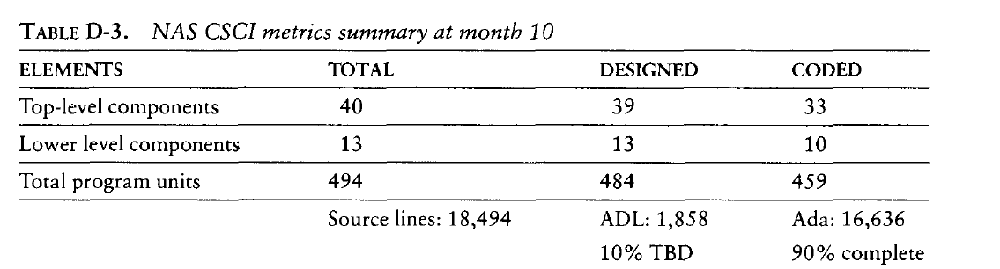 TABLE D-3. NAS CSCI metrics summary at month 10
ELEMENTS TOTAL DESIGNED CODED
Top-level components 40 39 33
Lower level components 13 13 10
Total program units 494 484 459
Source lines: 18,494 ADL: 1,858 Ada: 16,636
10% TBD 90% complete